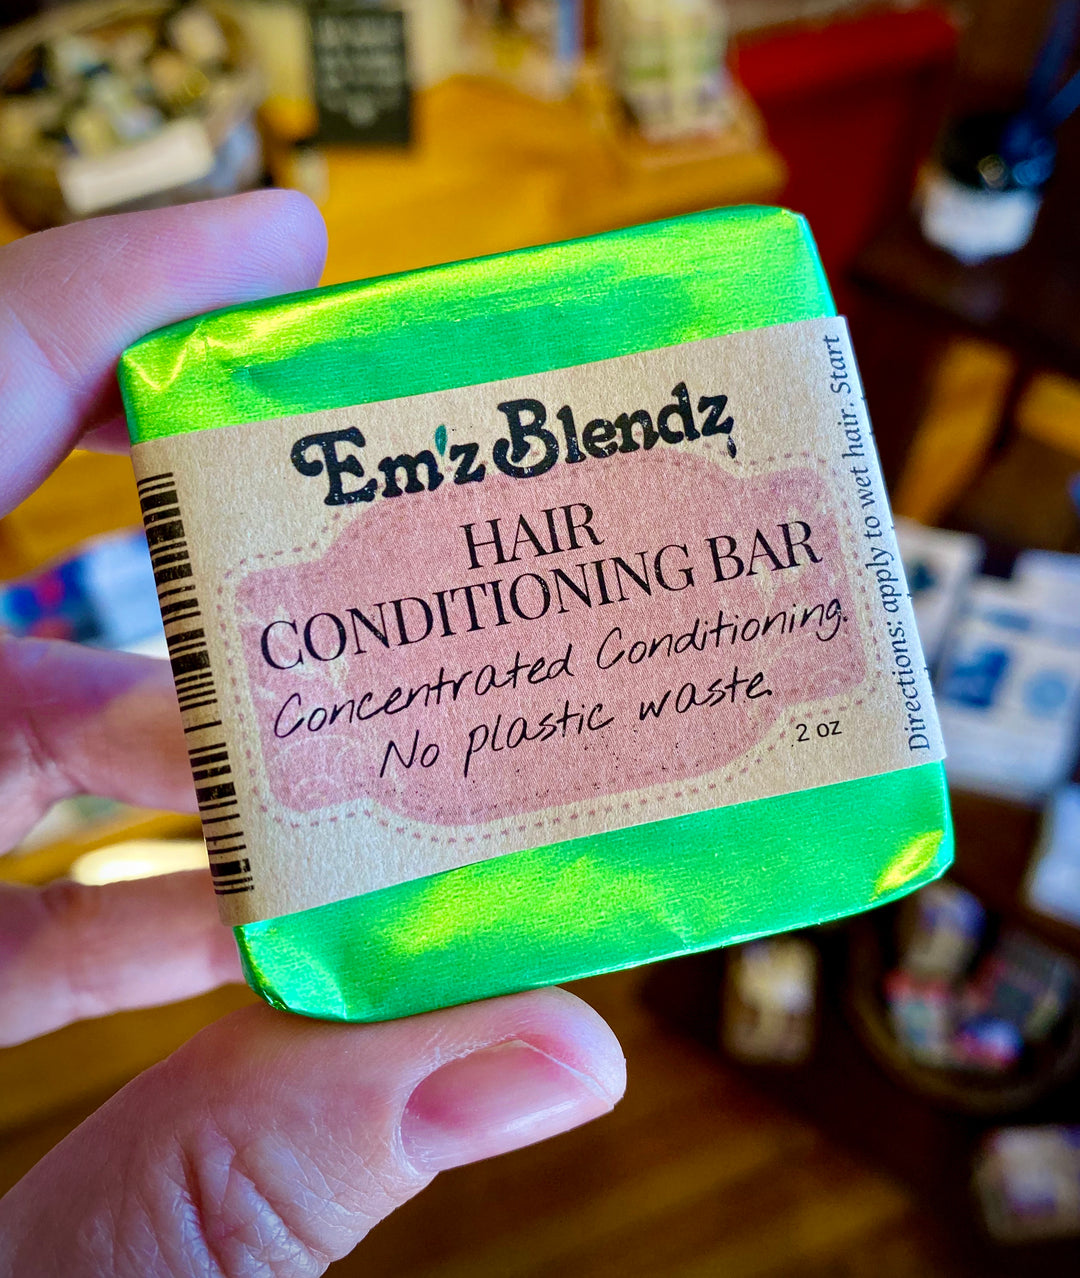 Em'z Blendz
HAIR
CONDITIONING BAR
Concentrated Conditioning.
No plastic waste.
2 oz
Directions: apply to wet hair. Start